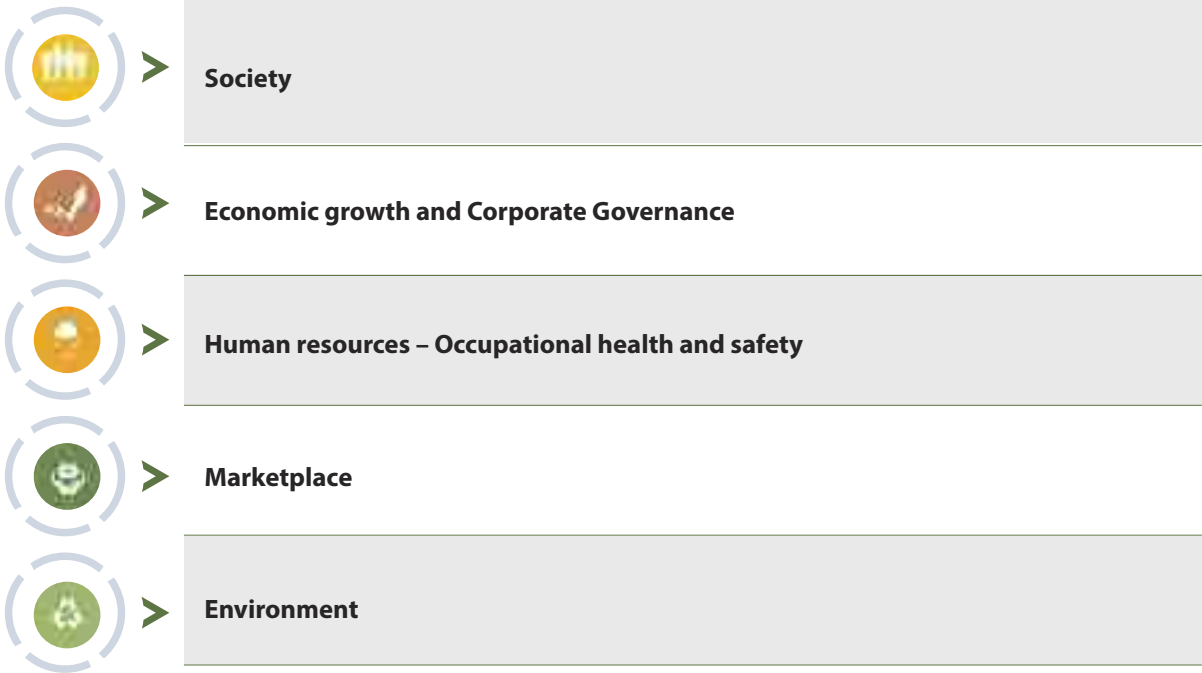 Society
Economic growth and Corporate Governance
Human resources – Occupational health and safety
Marketplace
Environment